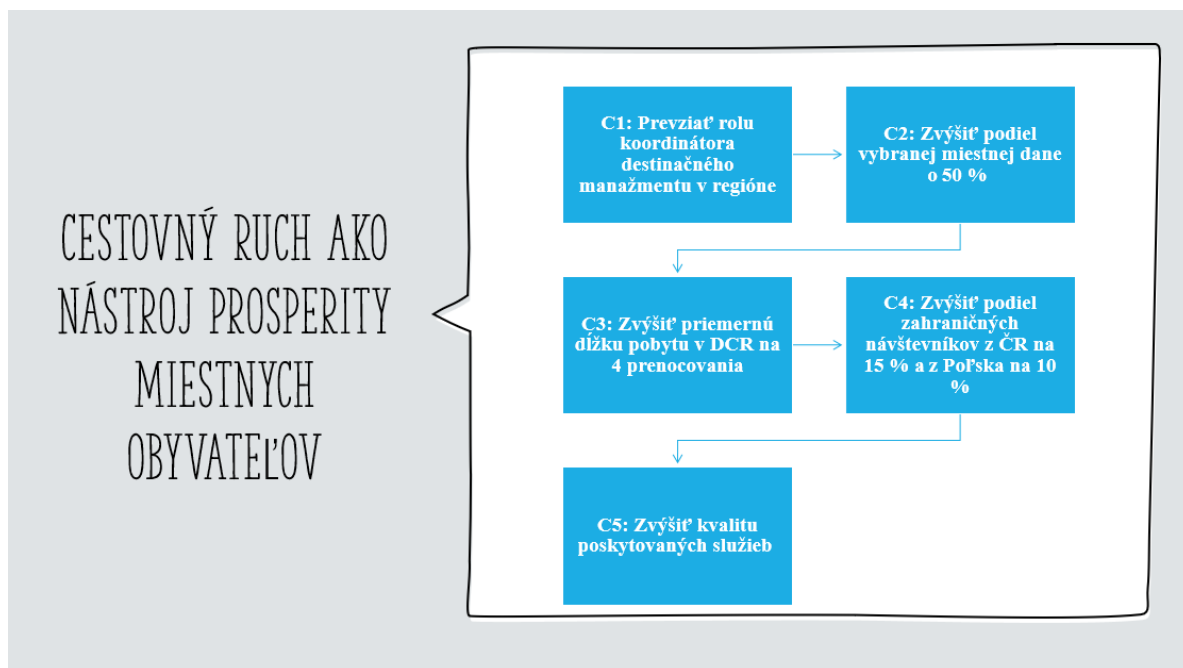 CESTOVNÝ RUCH AKO
NÁSTROJ PROSPERITY
MIESTNYCH
OBYVATEĽOV
C1: Prevziať rolu
koordinátora
destinačného
manažmentu v regióne
C2: Zvýšiť podiel
vybranej miestnej dane
o 50 %
C3: Zvýšiť priemernú
dĺžku pobytu v DCR na
4 prenocovania
C4: Zvýšiť podiel
zahraničných
návštevníkov z ČR na
15 % a z Poľska na 10
%
C5: Zvýšiť kvalitu
poskytovaných služieb